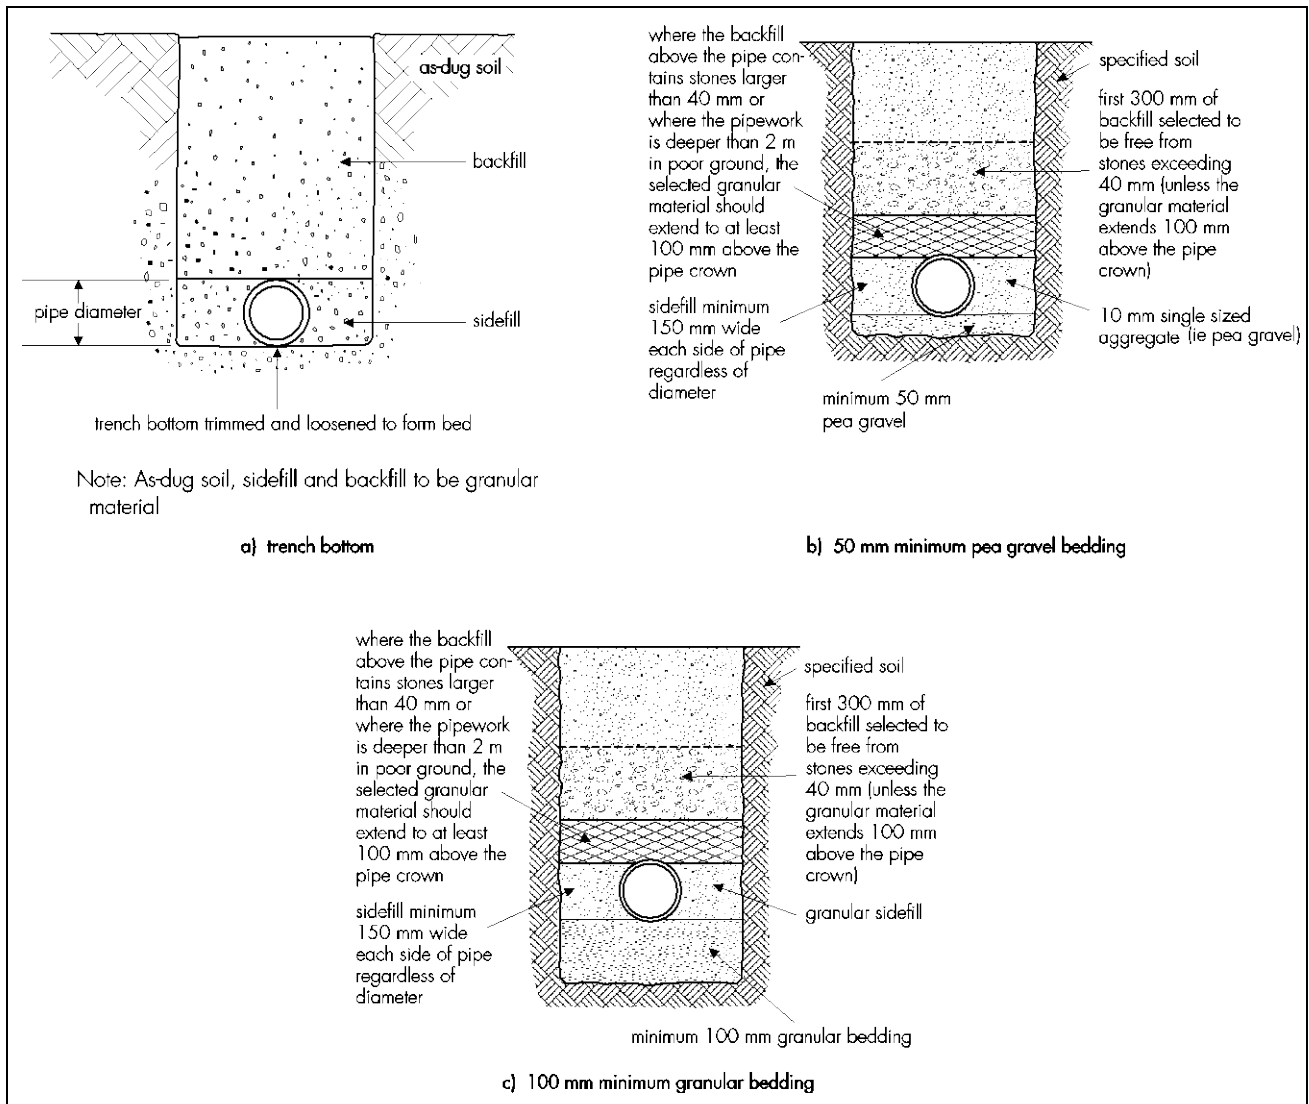 as-dug soil
backfill
pipe diameter
sidefill
trench bottom trimmed and loosened to form bed
Note: As-dug soil, sidefill and backfill to be granular
material
a) trench bottom
where the backfill
above the pipe con-
tains stones larger
than 40 mm or
where the pipework
is deeper than 2 m
in poor ground, the
selected granular
material should
extend to at least
100 mm above the
pipe crown
sidefill minimum
150 mm wide
each side of pipe
regardless of
diameter
specified soil
first 300 mm of
backfill selected to
be free from
stones exceeding
40 mm (unless the
granular material
extends 100 mm
above the pipe
crown)
10 mm single sized
aggregate (ie pea gravel)
minimum 50 mm
pea gravel
b) 50 mm minimum pea gravel bedding
where the backfill
above the pipe con-
tains stones larger
than 40 mm or
where the pipework
is deeper than 2 m
in poor ground, the
selected granular
material should
extend to at least
100 mm above the
pipe crown
sidefill minimum
150 mm wide
each side of pipe
regardless of
diameter
specified soil
first 300 mm of
backfill selected to
be free from
stones exceeding
40 mm (unless the
granular material
extends 100 mm
above the pipe
crown)
granular sidefill
minimum 100 mm granular bedding
c) 100 mm minimum granular bedding